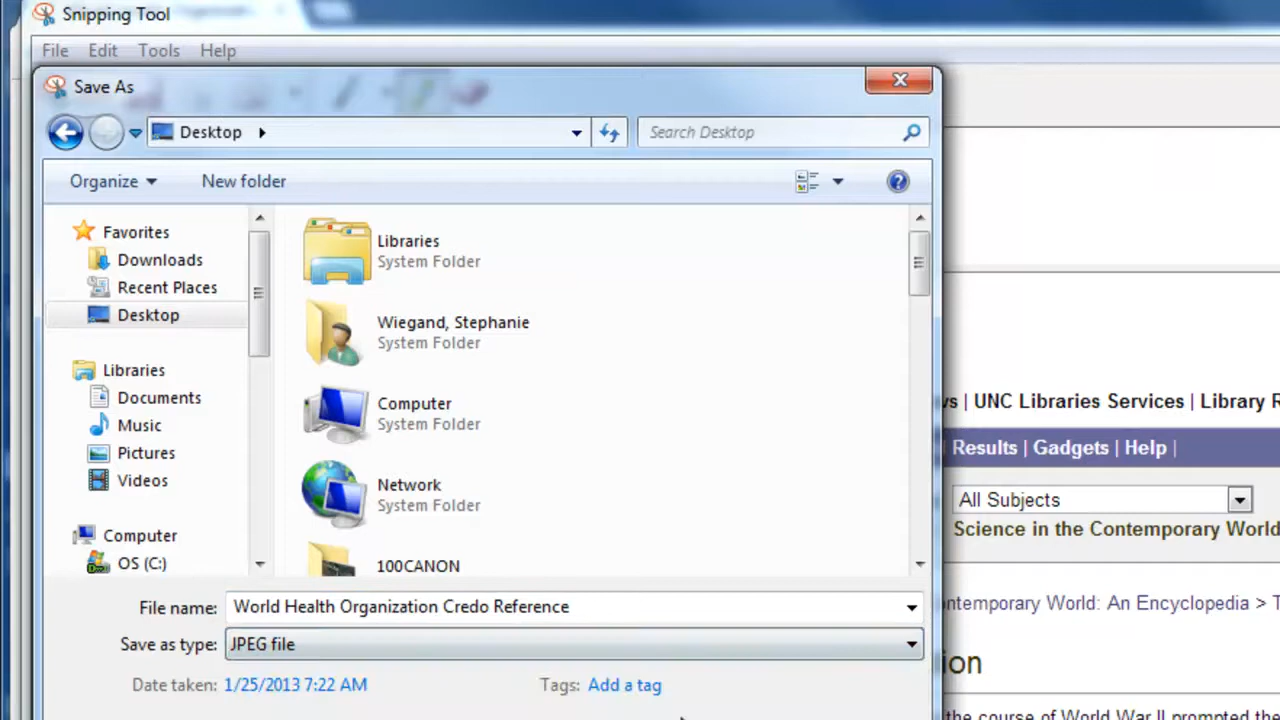 Snipping Tool
File Edit Tools Help
Save As
Desktop
Search Desktop
Organize New folder
Favorites
Downloads
Recent Places
Desktop
Libraries
Documents
Music
Pictures
Videos
Computer
OS (C:)
Libraries
System Folder
Wiegand, Stephanie
System Folder
Computer
System Folder
Network
System Folder
100CANON
File name: World Health Organization Credo Reference
Save as type: JPEG file
Date taken: 1/25/2013 7:22 AM Tags: Add a tag
| UNC Libraries Services | Library
Results | Gadgets | Help |
All Subjects
Science in the Contemporary World
World: An Encyclopedia >
the course of World War II prompted the